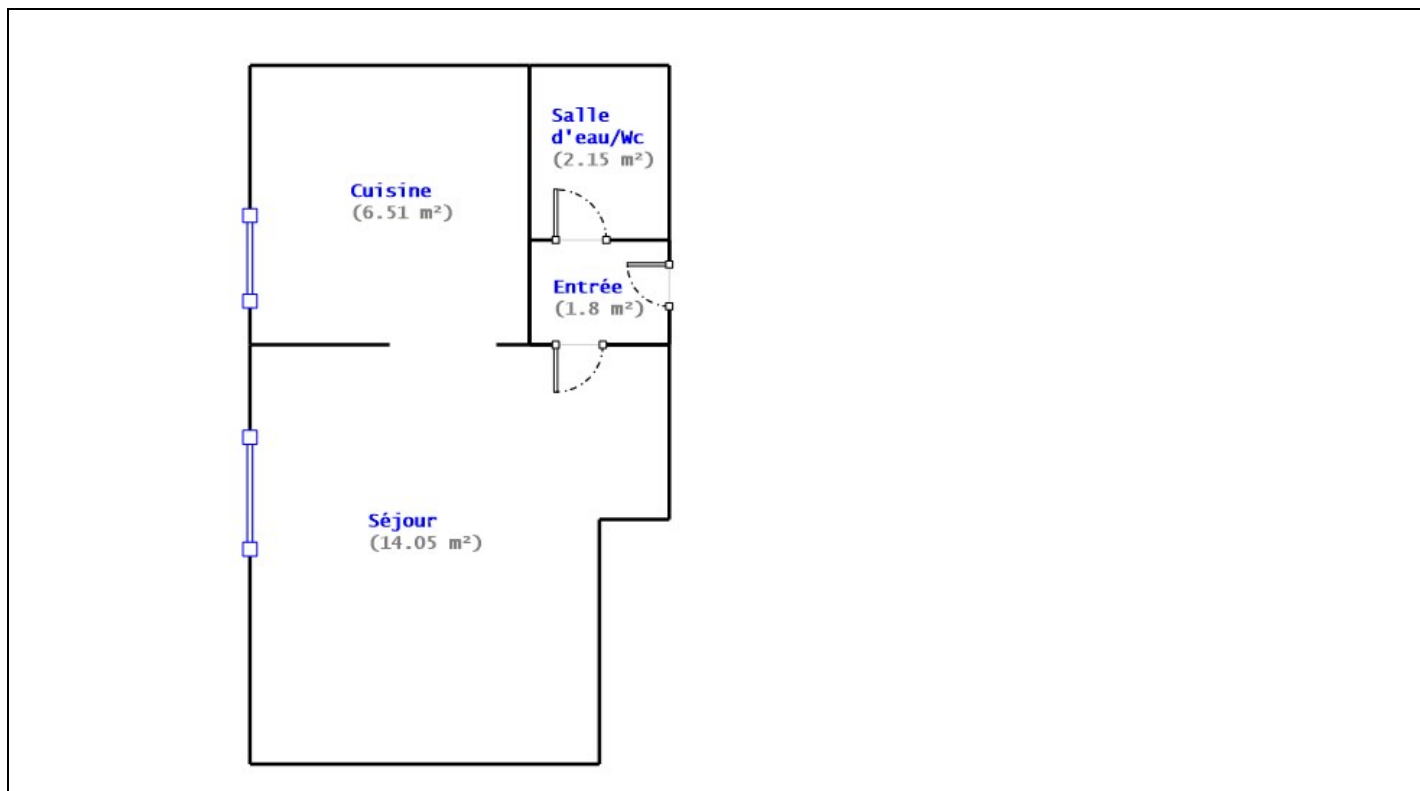 Salle
d'eau/Wc
(2.15 m²)
Cuisine
(6.51 m²)
Entrée
(1.8 m²)
Séjour
(14.05 m²)